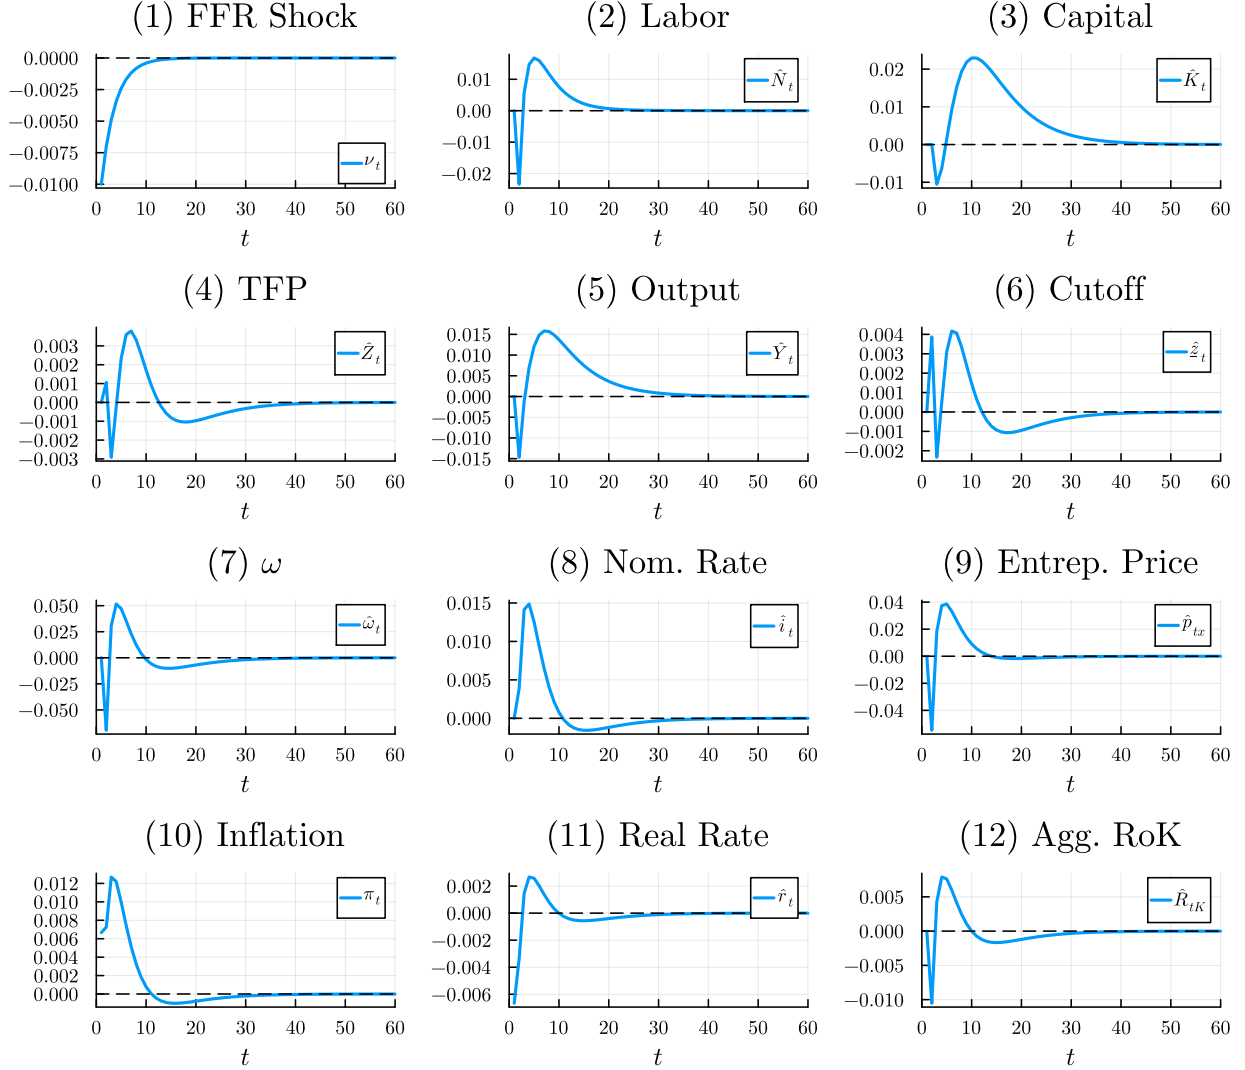 (1) FFR Shock
0.0000
−0.0025
−0.0050
−0.0075
−0.0100
ν_t
0 10 20 30 40 50 60
t
(2) Labor
0.01
0.00
−0.01
−0.02
N̂_t
0 10 20 30 40 50 60
t
(3) Capital
0.02
0.01
0.00
−0.01
K̂_t
0 10 20 30 40 50 60
t
(4) TFP
0.003
0.002
0.001
0.000
−0.001
−0.002
−0.003
Ẑ_t
0 10 20 30 40 50 60
t
(5) Output
0.015
0.010
0.005
0.000
−0.005
−0.010
−0.015
Ŷ_t
0 10 20 30 40 50 60
t
(6) Cutoff
0.004
0.003
0.002
0.001
0.000
−0.001
−0.002
ẑ̲_t
0 10 20 30 40 50 60
t
(7) ω
0.050
0.025
0.000
−0.025
−0.050
ω̂_t
0 10 20 30 40 50 60
t
(8) Nom. Rate
0.015
0.010
0.005
0.000
î_t
0 10 20 30 40 50 60
t
(9) Entrep. Price
0.04
0.02
0.00
−0.02
−0.04
p̂_tx
0 10 20 30 40 50 60
t
(10) Inflation
0.012
0.010
0.008
0.006
0.004
0.002
0.000
π_t
0 10 20 30 40 50 60
t
(11) Real Rate
0.002
0.000
−0.002
−0.004
−0.006
r̂_t
0 10 20 30 40 50 60
t
(12) Agg. RoK
0.005
0.000
−0.005
−0.010
R̂_tK
0 10 20 30 40 50 60
t